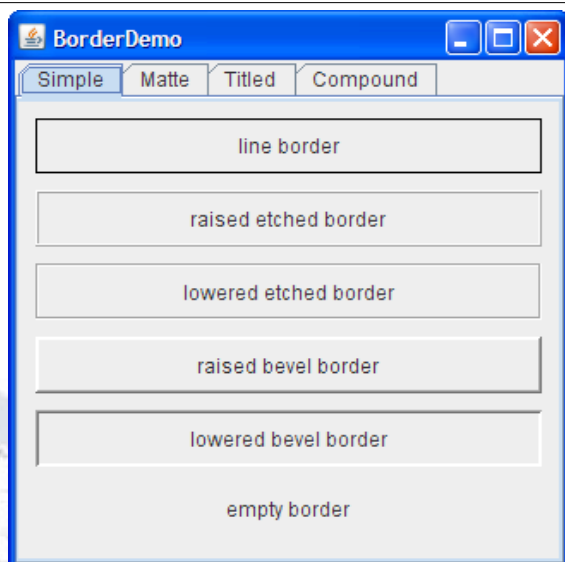 BorderDemo
Simple Matte Titled Compound
line border
raised etched border
lowered etched border
raised bevel border
lowered bevel border
empty border